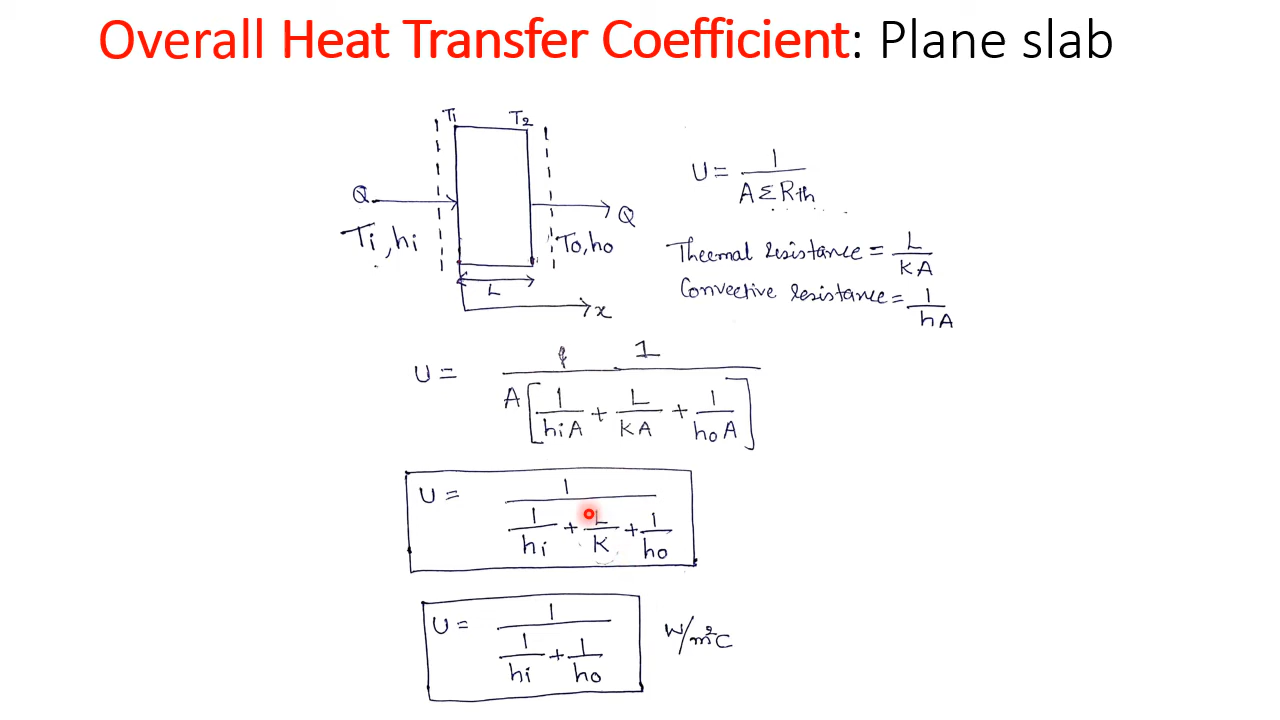 Overall Heat Transfer Coefficient: Plane slab
T1 T2
Q
Q
Ti, hi
To, ho
L
x
U = 1 / A Σ Rth
Thermal resistance = L / KA
Convective resistance = 1 / hA
U = 1 / A [ 1/hiA + L/KA + 1/hoA ]
U = 1 / 1/hi + L/K + 1/ho
U = 1 / 1/hi + 1/ho W/m²C